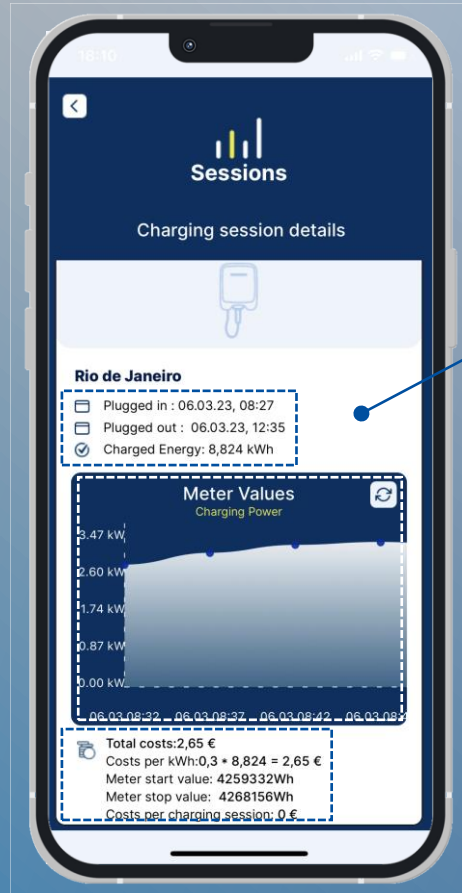 18:10
Sessions
Charging session details
Rio de Janeiro
Plugged in : 06.03.23, 08:27
Plugged out : 06.03.23, 12:35
Charged Energy: 8,824 kWh
Meter Values
Charging Power
3.47 kW
2.60 kW
1.74 kW
0.87 kW
0.00 kW
06.03 08:32 06.03 08:37 06.03 08:42 06.03
Total costs:2,65 €
Costs per kWh:0,3 * 8,824 = 2,65 €
Meter start value: 4259332Wh
Meter stop value: 4268156Wh
Costs per charging session: 0 €